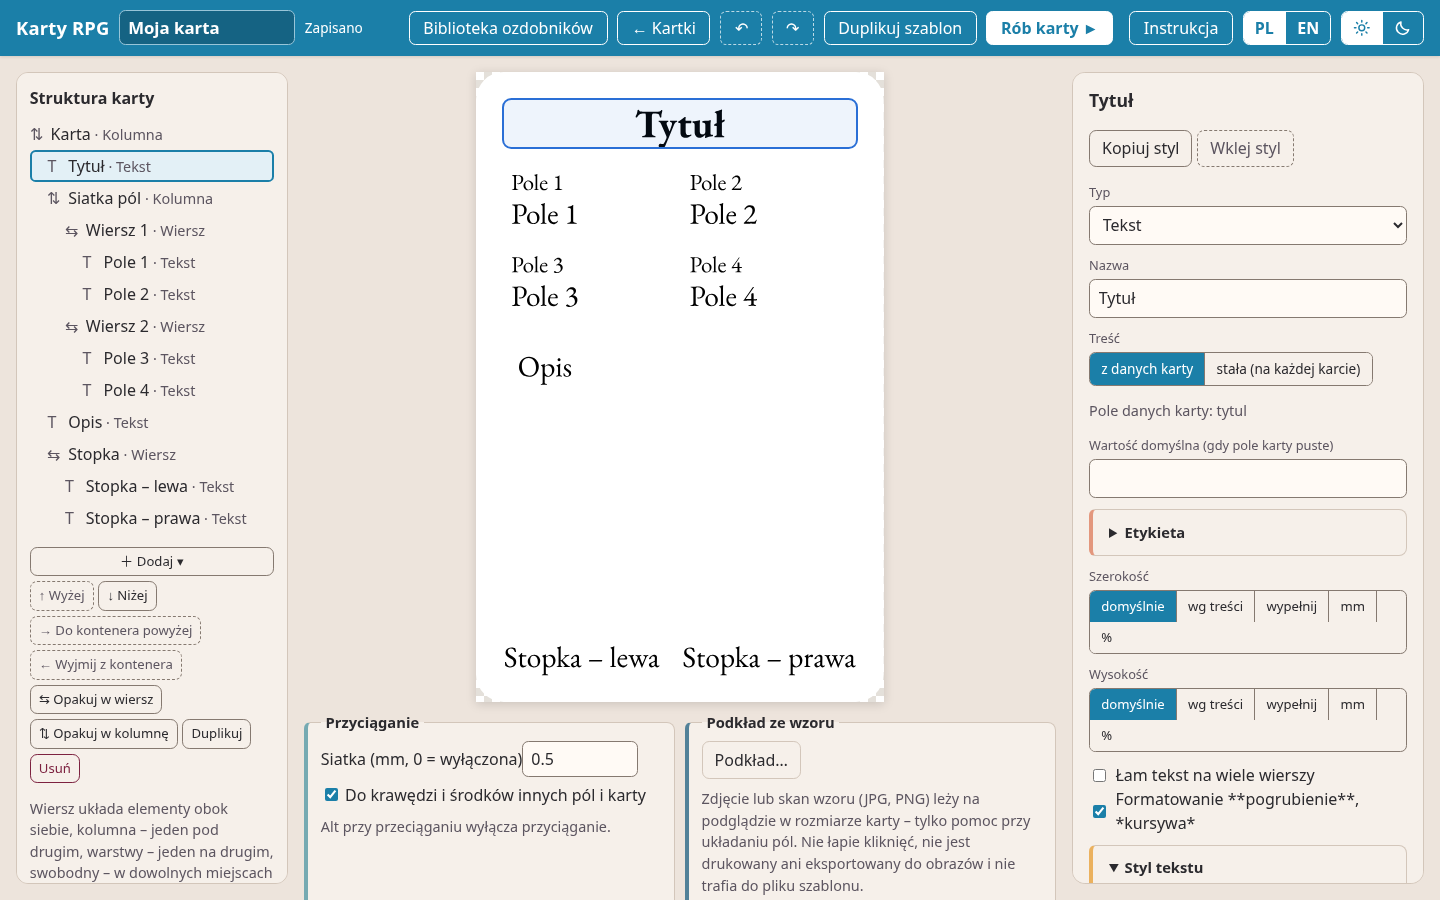 Karty RPG
Moja karta
Zapisano
Biblioteka ozdobników
← Kartki
↶
↷
Duplikuj szablon
Rób karty ►
Instrukcja
PL
EN
Struktura karty
⇅ Karta · Kolumna
T Tytuł · Tekst
⇅ Siatka pól · Kolumna
⇆ Wiersz 1 · Wiersz
T Pole 1 · Tekst
T Pole 2 · Tekst
⇆ Wiersz 2 · Wiersz
T Pole 3 · Tekst
T Pole 4 · Tekst
T Opis · Tekst
⇆ Stopka · Wiersz
T Stopka – lewa · Tekst
T Stopka – prawa · Tekst
＋ Dodaj ▾
↑ Wyżej
↓ Niżej
→ Do kontenera powyżej
← Wyjmij z kontenera
⇆ Opakuj w wiersz
⇅ Opakuj w kolumnę
Duplikuj
Usuń
Wiersz układa elementy obok
siebie, kolumna – jeden pod
drugim, warstwy – jeden na drugim,
swobodny – w dowolnych miejscach
Tytuł
Pole 1
Pole 1
Pole 2
Pole 2
Pole 3
Pole 3
Pole 4
Pole 4
Opis
Stopka – lewa
Stopka – prawa
Przyciąganie
Siatka (mm, 0 = wyłączona)
0.5
Do krawędzi i środków innych pól i karty
Alt przy przeciąganiu wyłącza przyciąganie.
Podkład ze wzoru
Podkład...
Zdjęcie lub skan wzoru (JPG, PNG) leży na
podglądzie w rozmiarze karty – tylko pomoc przy
układaniu pól. Nie łapie kliknięć, nie jest
drukowany ani eksportowany do obrazów i nie
trafia do pliku szablonu.
Tytuł
Kopiuj styl
Wklej styl
Typ
Tekst
Nazwa
Tytuł
Treść
z danych karty
stała (na każdej karcie)
Pole danych karty: tytul
Wartość domyślna (gdy pole karty puste)
► Etykieta
Szerokość
domyślnie
wg treści
wypełnij
mm
%
Wysokość
domyślnie
wg treści
wypełnij
mm
%
Łam tekst na wiele wierszy
Formatowanie **pogrubienie**,
*kursywa*
▼ Styl tekstu